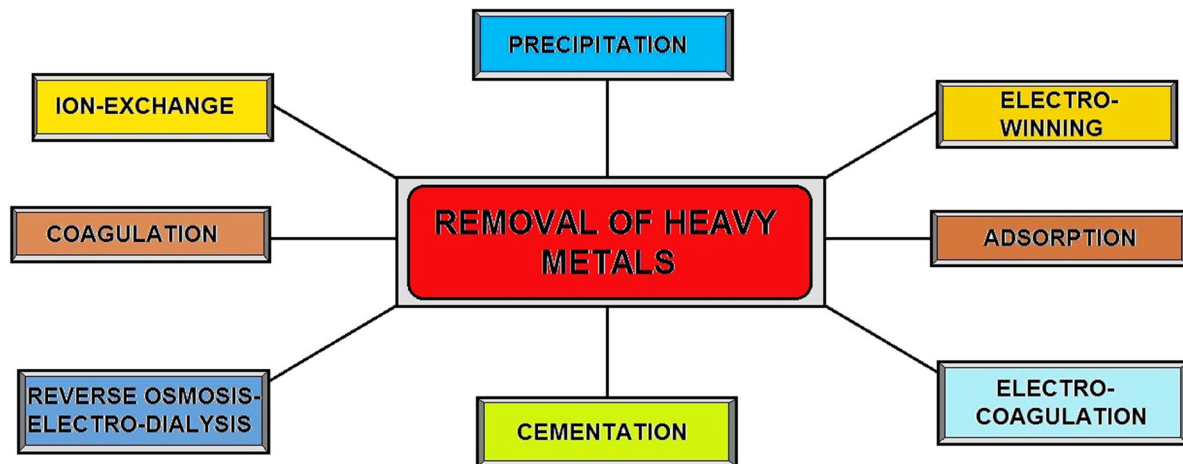 PRECIPITATION
ION-EXCHANGE
ELECTRO-
WINNING
COAGULATION
REMOVAL OF HEAVY
METALS
ADSORPTION
REVERSE OSMOSIS-
ELECTRO-DIALYSIS
CEMENTATION
ELECTRO-
COAGULATION